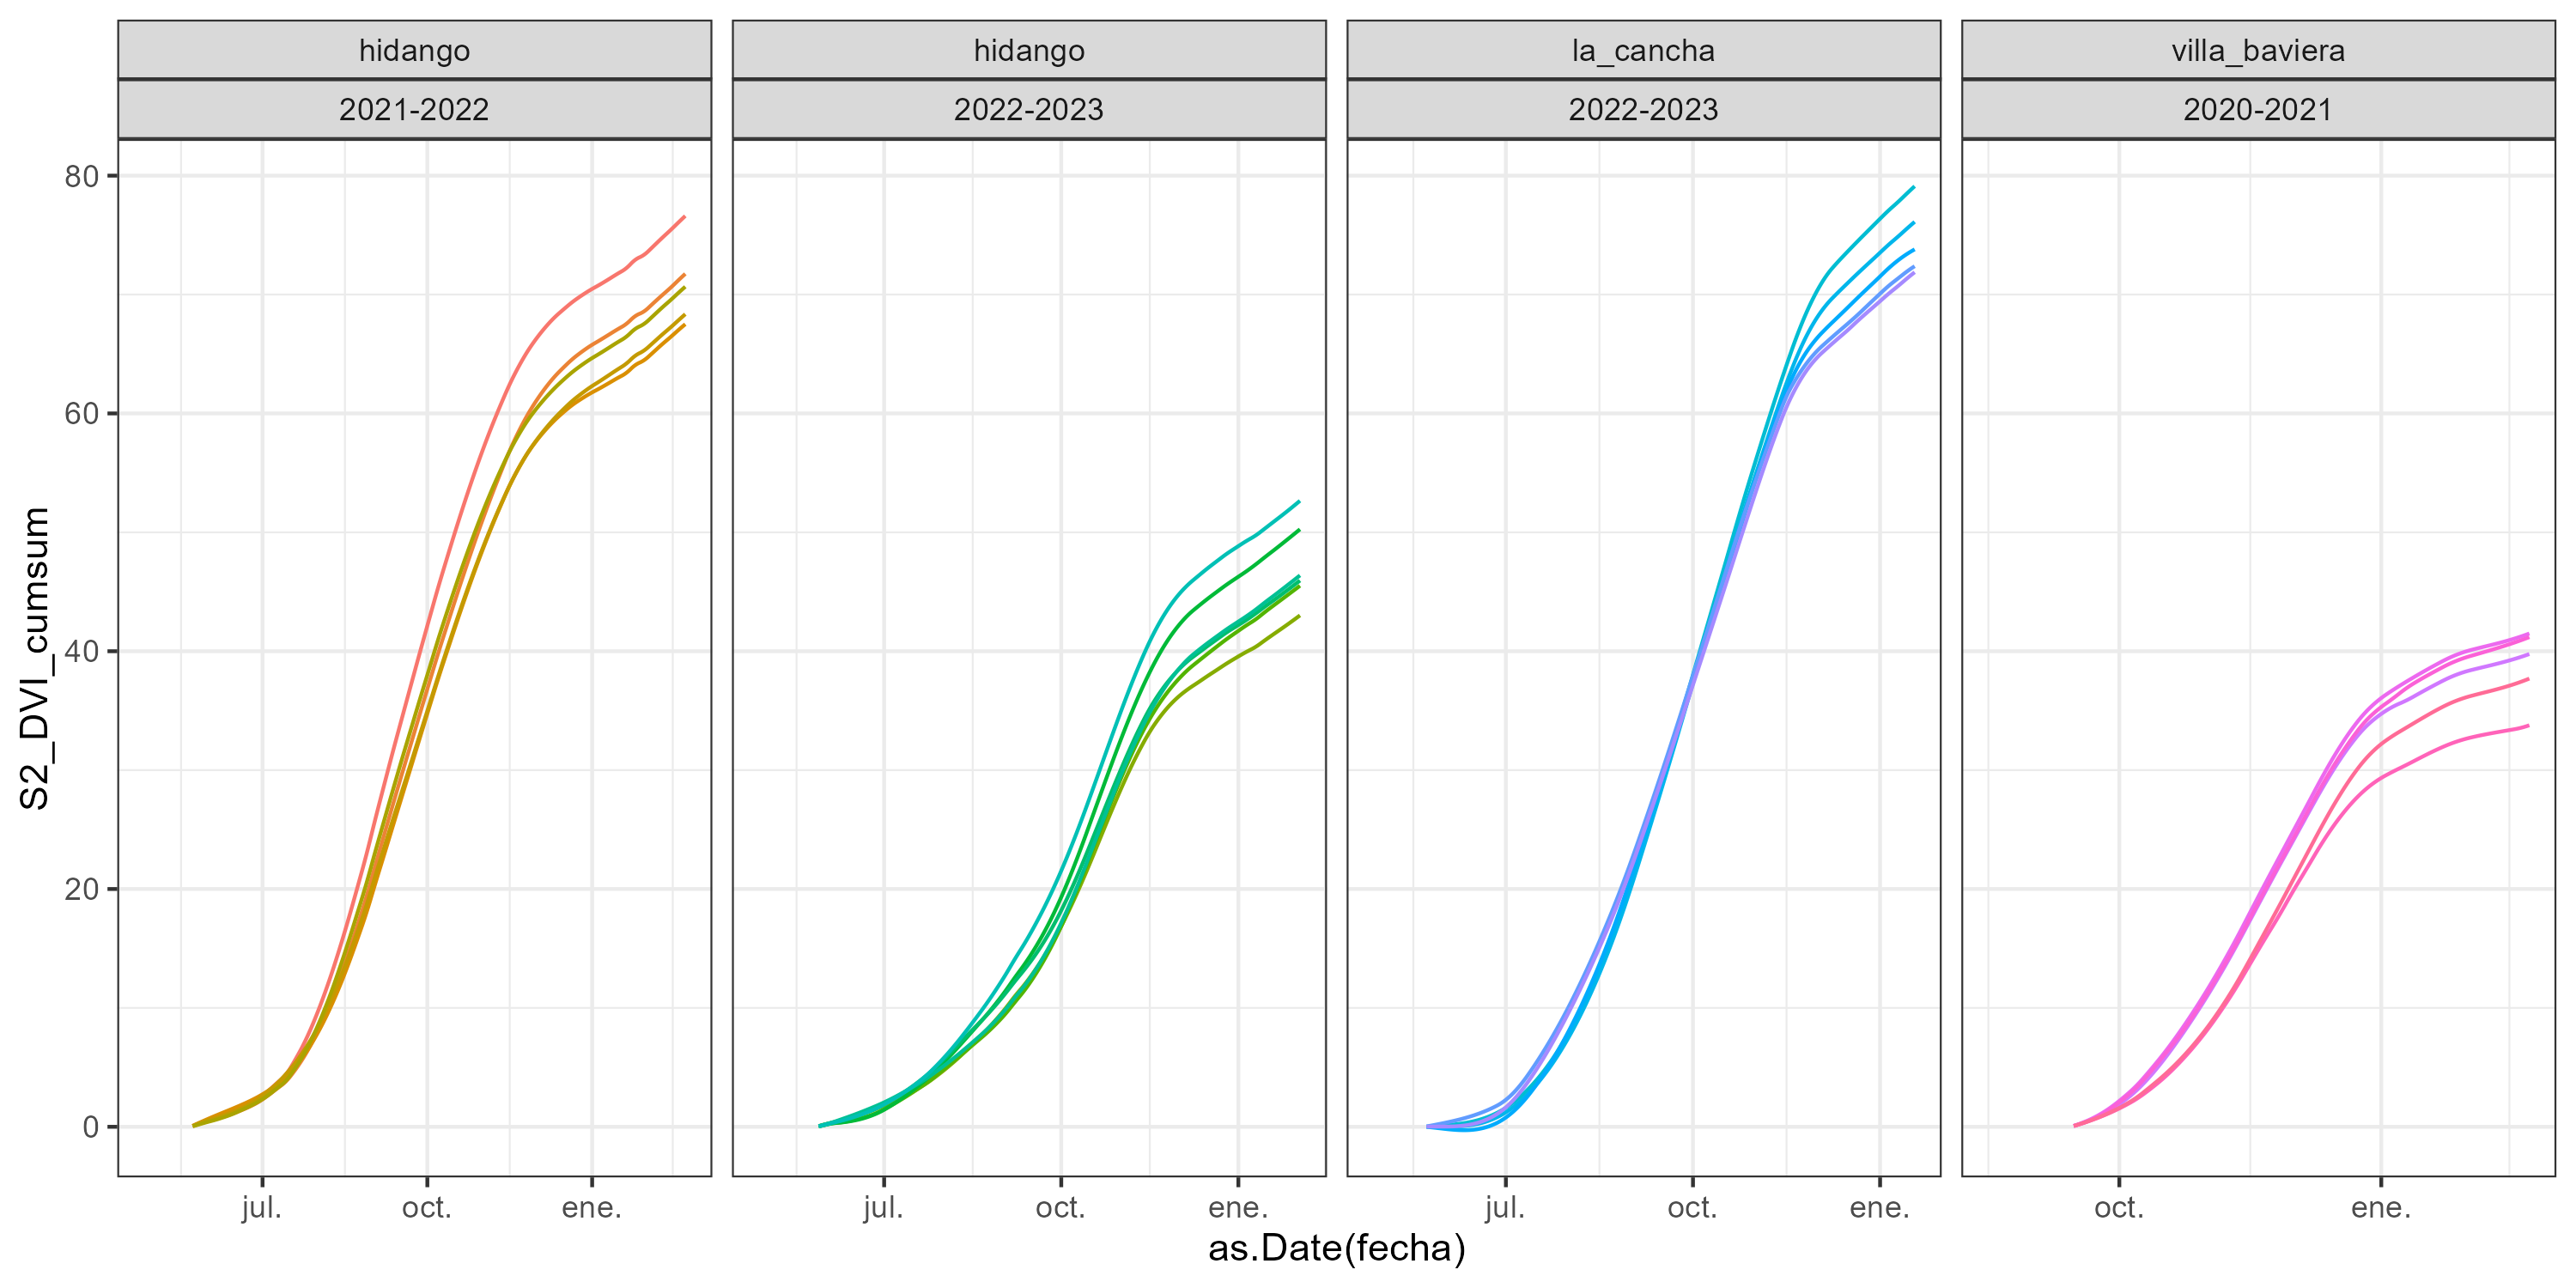 hidango hidango la_cancha villa_baviera
2021-2022 2022-2023 2022-2023 2020-2021
80
60
40
20
0
S2_DVI_cumsum
jul. oct. ene. jul. oct. ene. jul. oct. ene. oct. ene.
as.Date(fecha)